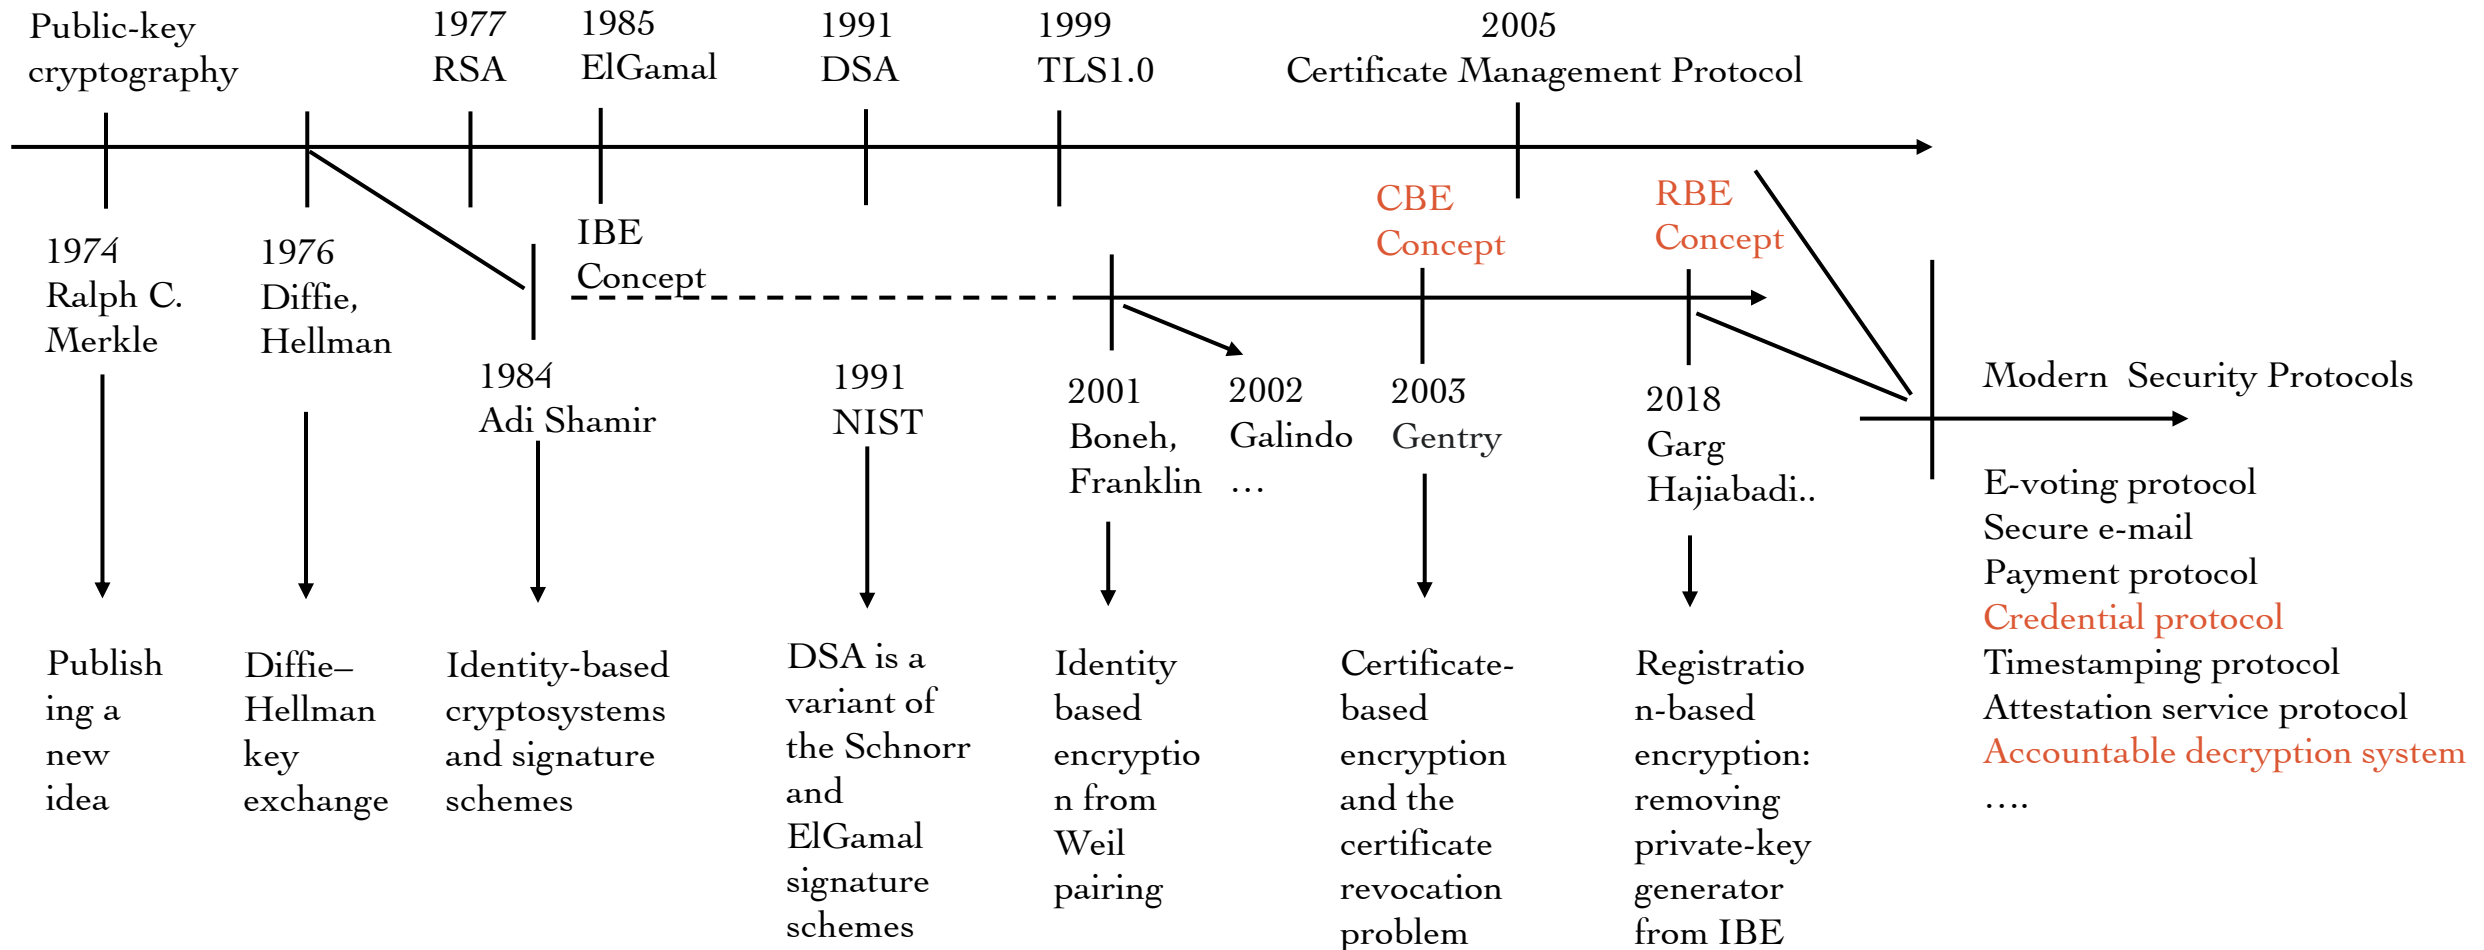 Public-key
cryptography
1977
RSA
1985
ElGamal
1991
DSA
1999
TLS1.0
2005
Certificate Management Protocol
1974
Ralph C.
Merkle
1976
Diffie,
Hellman
IBE
Concept
CBE
Concept
RBE
Concept
1984
Adi Shamir
1991
NIST
2001
Boneh,
Franklin
2002
Galindo
…
2003
Gentry
2018
Garg
Hajiabadi..
Modern  Security Protocols
Publish
ing a
new
idea
Diffie–
Hellman
key
exchange
Identity-based
cryptosystems
and signature
schemes
DSA is a
variant of
the Schnorr
and
ElGamal
signature
schemes
Identity
based
encryptio
n from
Weil
pairing
Certificate-
based
encryption
and the
certificate
revocation
problem
Registratio
n-based
encryption:
removing
private-key
generator
from IBE
E-voting protocol
Secure e-mail
Payment protocol
Credential protocol
Timestamping protocol
Attestation service protocol
Accountable decryption system
….